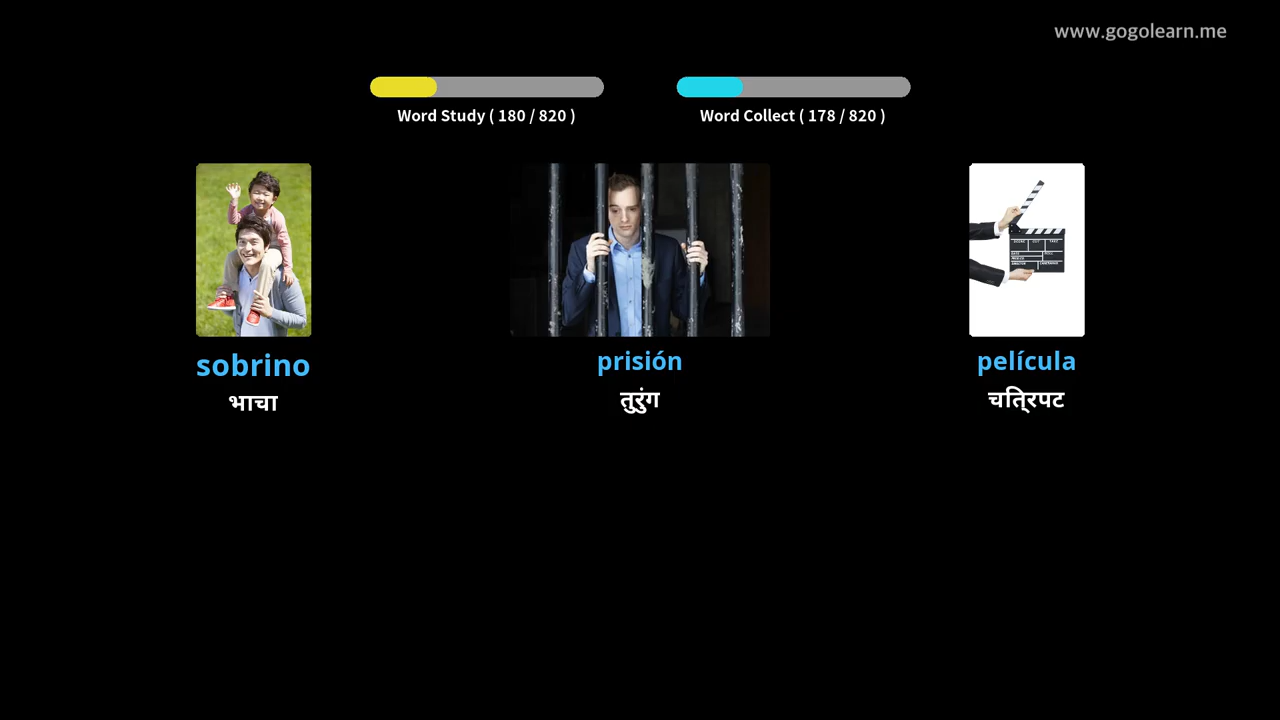 www.gogolearn.me
Word Study ( 180 / 820 )
Word Collect ( 178 / 820 )
sobrino
prisión
película
भाचा
तुरुंग
चित्रपट